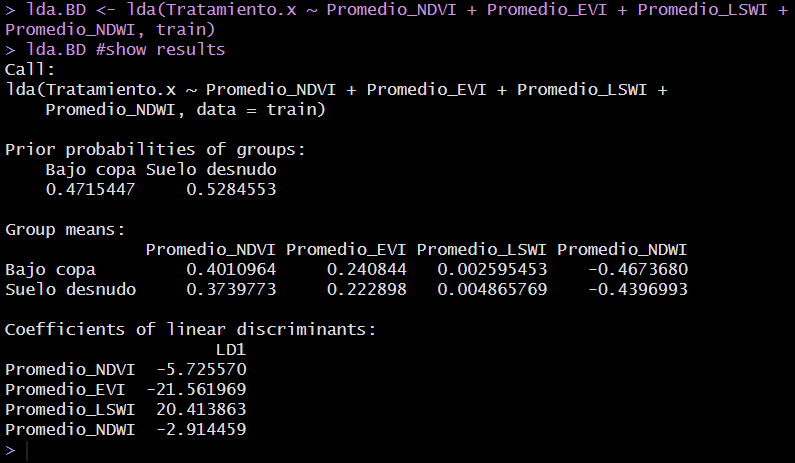 > lda.BD <- lda(Tratamiento.x ~ Promedio_NDVI + Promedio_EVI + Promedio_LSWI +
Promedio_NDWI, train)
> lda.BD #show results
Call:
lda(Tratamiento.x ~ Promedio_NDVI + Promedio_EVI + Promedio_LSWI +
    Promedio_NDWI, data = train)

Prior probabilities of groups:
    Bajo copa Suelo desnudo
    0.4715447     0.5284553

Group means:
              Promedio_NDVI Promedio_EVI Promedio_LSWI Promedio_NDWI
Bajo copa         0.4010964     0.240844   0.002595453    -0.4673680
Suelo desnudo     0.3739773     0.222898   0.004865769    -0.4396993

Coefficients of linear discriminants:
                     LD1
Promedio_NDVI  -5.725570
Promedio_EVI  -21.561969
Promedio_LSWI  20.413863
Promedio_NDWI  -2.914459
>